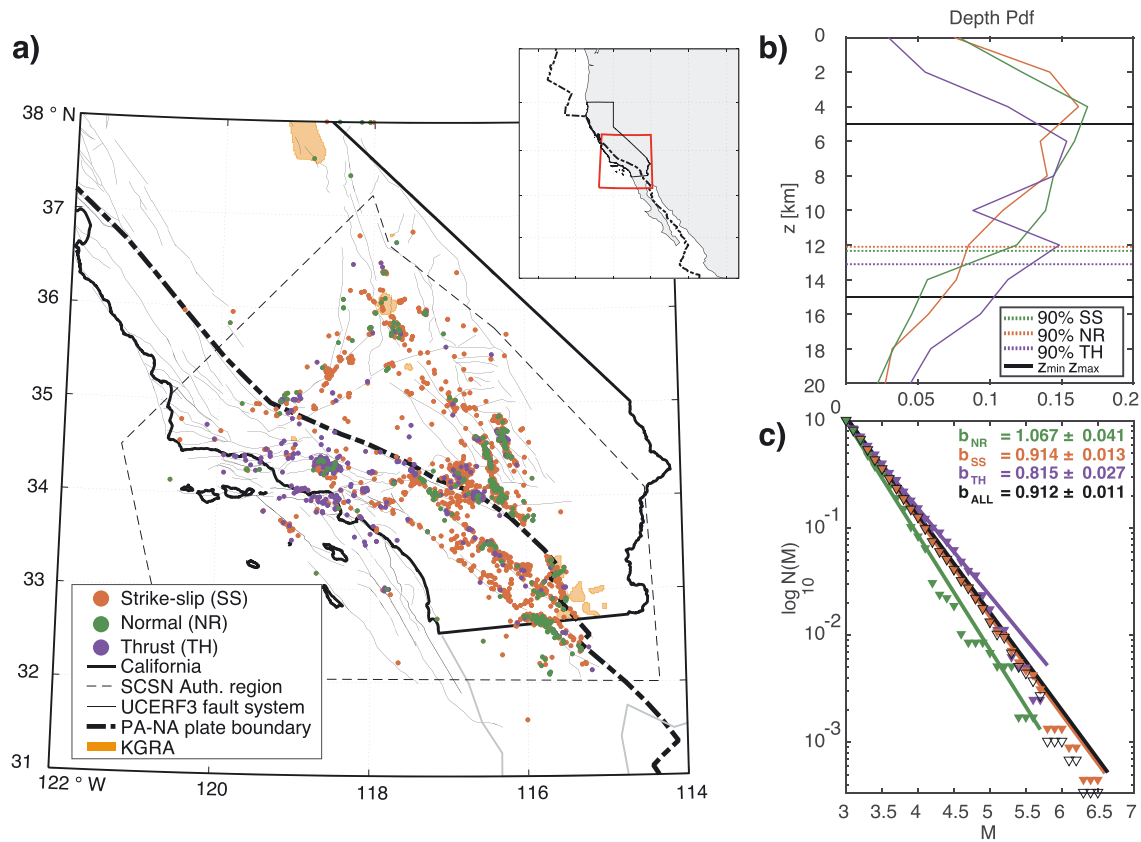 a)
38 ° N
37
36
35
34
33
32
31
122 ° W
120
118
116
114
Strike-slip (SS)
Normal (NR)
Thrust (TH)
California
SCSN Auth. region
UCERF3 fault system
PA-NA plate boundary
KGRA
b)
Depth Pdf
0
2
4
6
8
10
12
14
16
18
20
z [km]
90% SS
90% NR
90% TH
zmin zmax
0.05
0.1
0.15
0.2
c)
10 0
10 -1
10 -2
10 -3
log 10 N(M)
b NR = 1.067 ± 0.041
b SS = 0.914 ± 0.013
b TH = 0.815 ± 0.027
b ALL = 0.912 ± 0.011
3
3.5
4
4.5
5
5.5
6
6.5
7
M